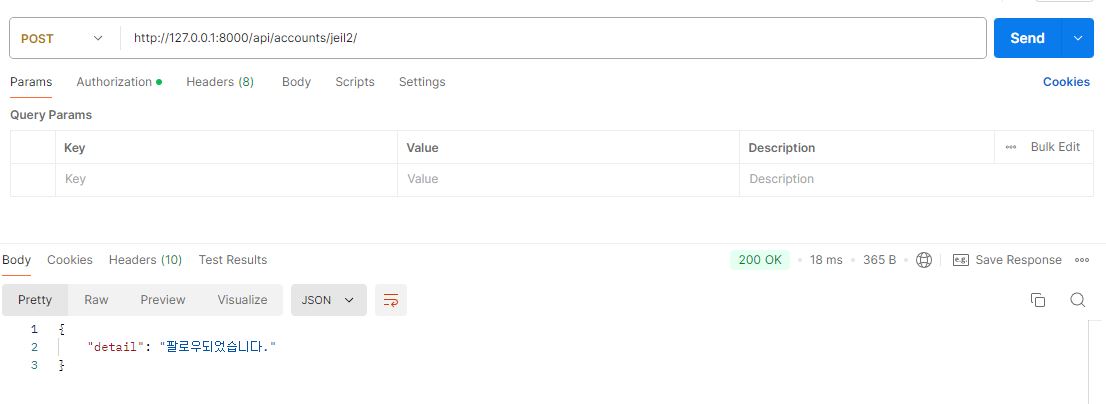 POST http://127.0.0.1:8000/api/accounts/jeil2/ Send
Params Authorization Headers (8) Body Scripts Settings Cookies
Query Params
Key Value Description Bulk Edit
Key Value Description
Body Cookies Headers (10) Test Results 200 OK 18 ms 365 B e.g. Save Response
Pretty Raw Preview Visualize JSON
1 {
2 "detail": "팔로우되었습니다."
3 }